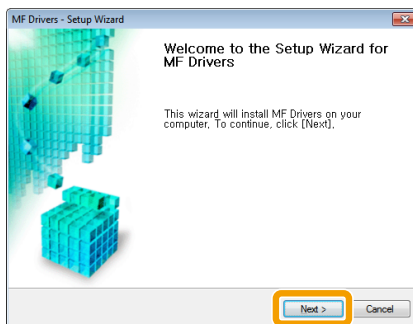 MF Drivers - Setup Wizard
Welcome to the Setup Wizard for
MF Drivers
This wizard will install MF Drivers on your
computer. To continue, click [Next].
Next >
Cancel